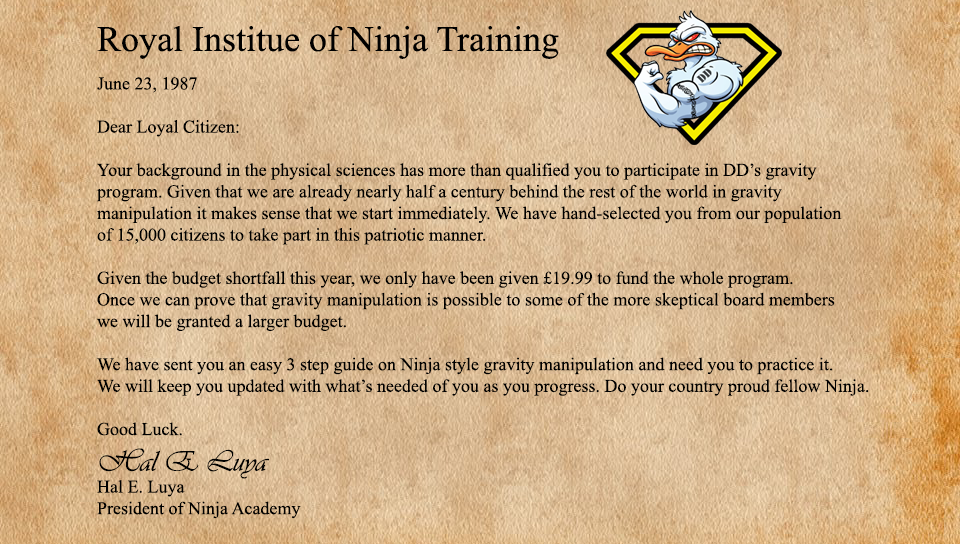 Royal Institue of Ninja Training
DD
June 23, 1987
Dear Loyal Citizen:
Your background in the physical sciences has more than qualified you to participate in DD’s gravity
program. Given that we are already nearly half a century behind the rest of the world in gravity
manipulation it makes sense that we start immediately. We have hand-selected you from our population
of 15,000 citizens to take part in this patriotic manner.
Given the budget shortfall this year, we only have been given £19.99 to fund the whole program.
Once we can prove that gravity manipulation is possible to some of the more skeptical board members
we will be granted a larger budget.
We have sent you an easy 3 step guide on Ninja style gravity manipulation and need you to practice it.
We will keep you updated with what’s needed of you as you progress. Do your country proud fellow Ninja.
Good Luck.
Hal E Luya
Hal E. Luya
President of Ninja Academy